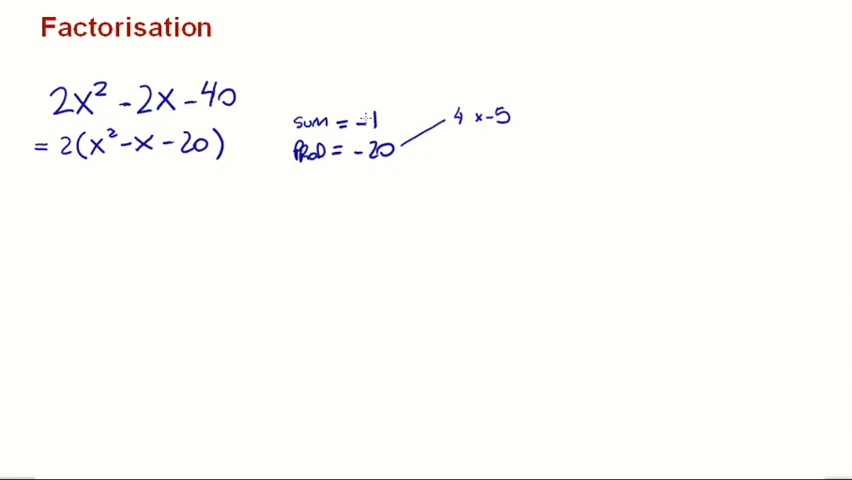 Factorisation
2x² - 2x - 40
= 2(x² - x - 20)
SUM = -1
PROD = -20
4 x -5